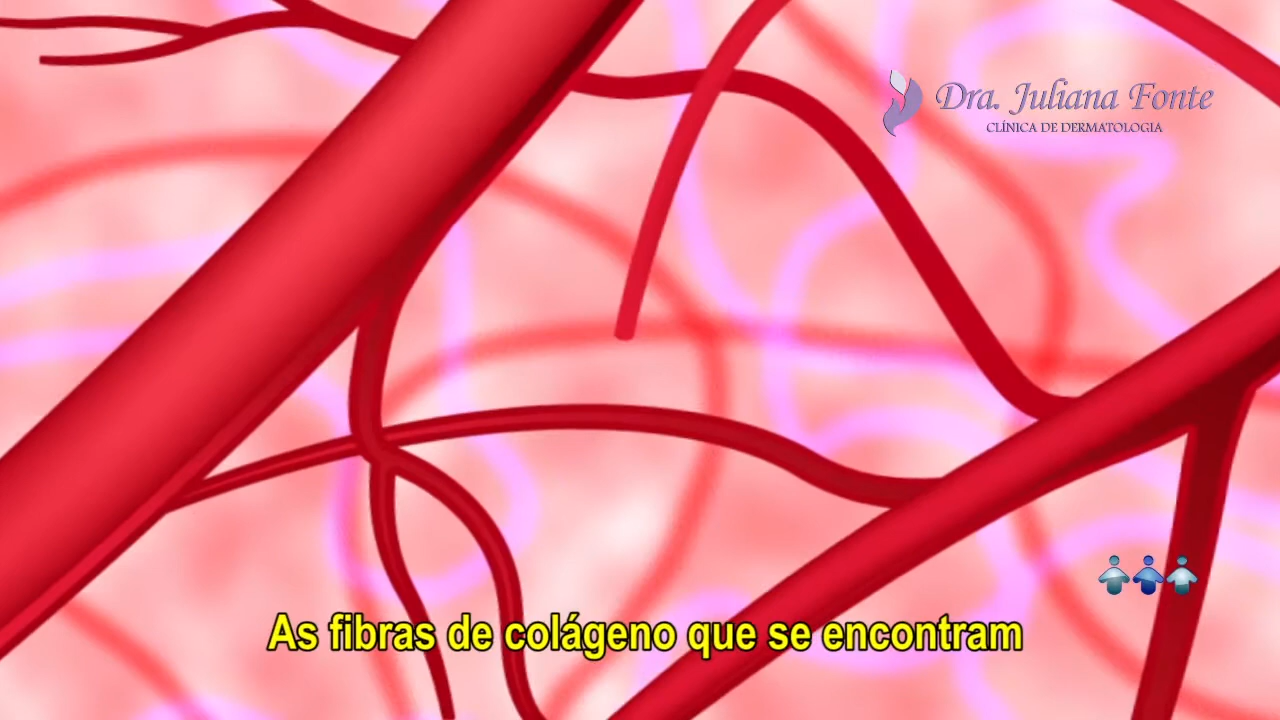 Dra. Juliana Fonte
CLÍNICA DE DERMATOLOGIA
As fibras de colágeno que se encontram